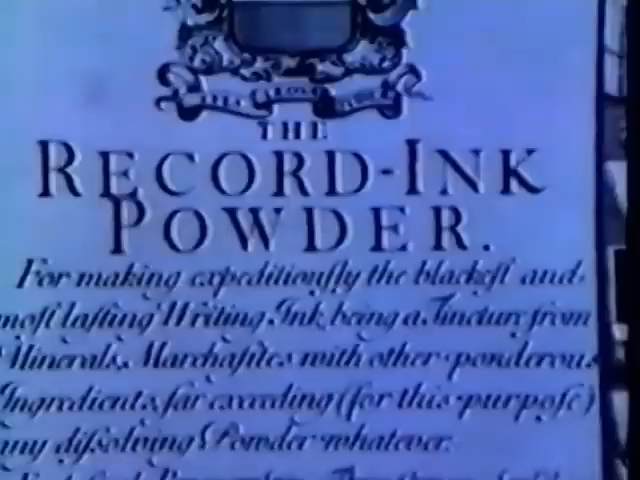 THE
RECORD-INK
POWDER.
For making expeditiouſly the blackeſt and
moſt laſting Writing Ink being a Tincture from
Minerals, Marchaſites with other ponderous
Ingredients, far exceeding (for this purpoſe)
any diſsolving Powder whatever.